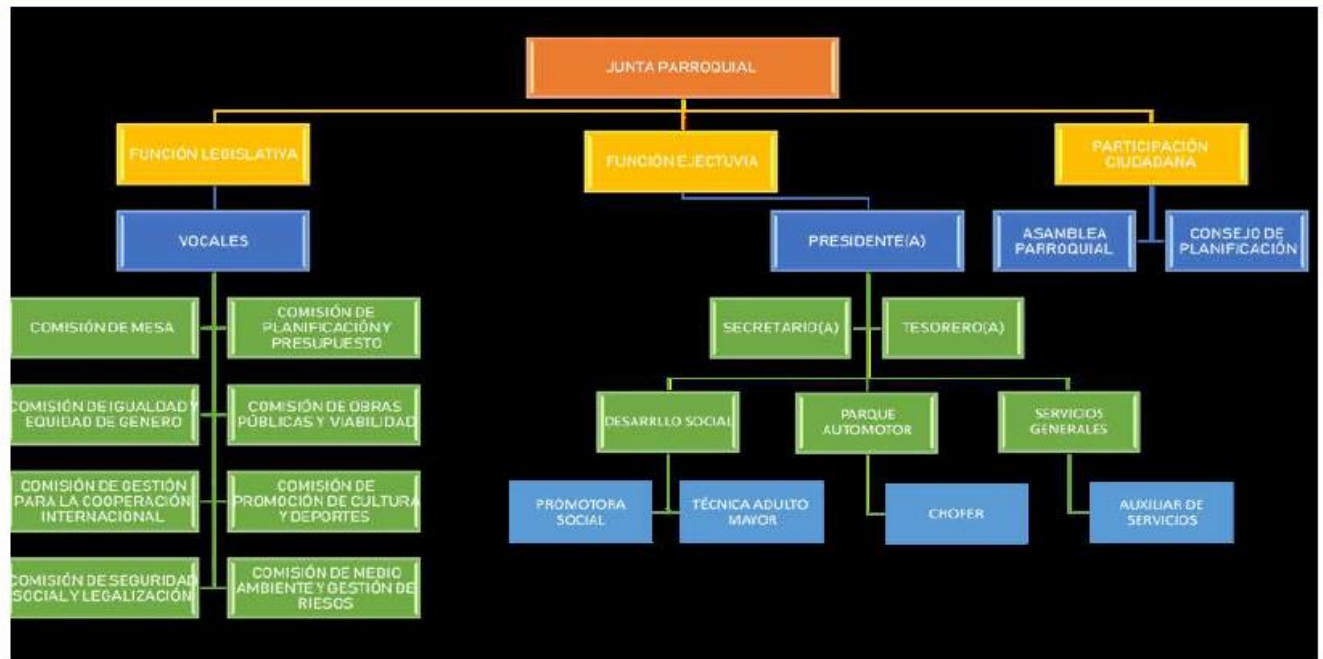 JUNTA PARROQUIAL
FUNCIÓN LEGISLATIVA
FUNCIÓN EJECTUVIA
PARTICIPACIÓN
CIUDADANA
VOCALES
PRESIDENTE(A)
ASAMBLEA
PARROQUIAL
CONSEJO DE
PLANIFICACIÓN
COMISIÓN DE MESA
COMISIÓN DE
PLANIFICACIÓN Y
PRESUPUESTO
SECRETARIO(A)
TESORERO(A)
COMISIÓN DE IGUALDAD Y
EQUIDAD DE GENERO
COMISIÓN DE OBRAS
PÚBLICAS Y VIABILIDAD
DESARRLLO SOCIAL
PARQUE
AUTOMOTOR
SERVICIOS
GENERALES
COMISIÓN DE GESTIÓN
PARA LA COOPERACIÓN
INTERNACIONAL
COMISIÓN DE
PROMOCIÓN DE CULTURA
Y DEPORTES
PROMOTORA
SOCIAL
TÉCNICA ADULTO
MAYOR
CHOFER
AUXILIAR DE
SERVICIOS
COMISIÓN DE SEGURIDAD
SOCIAL Y LEGALIZACIÓN
COMISIÓN DE MEDIO
AMBIENTE Y GESTIÓN DE
RIESOS